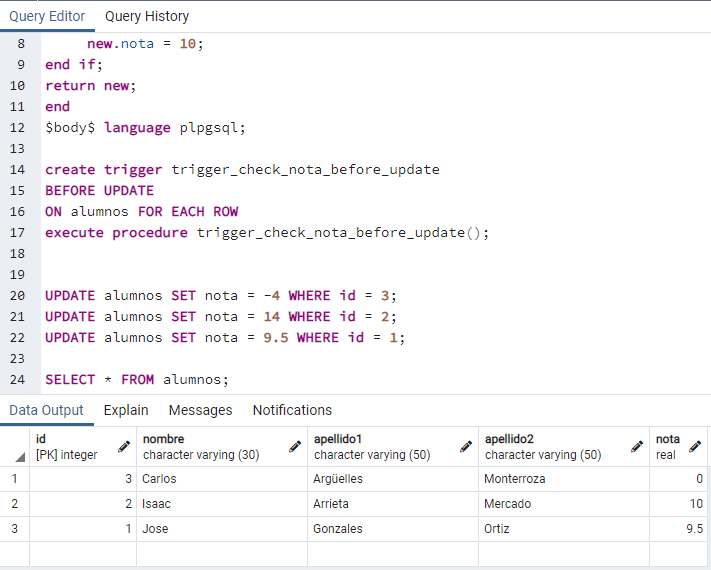 Query Editor Query History
8 new.nota = 10;
9 end if;
10 return new;
11 end
12 $body$ language plpgsql;
13
14 create trigger trigger_check_nota_before_update
15 BEFORE UPDATE
16 ON alumnos FOR EACH ROW
17 execute procedure trigger_check_nota_before_update();
18
19
20 UPDATE alumnos SET nota = -4 WHERE id = 3;
21 UPDATE alumnos SET nota = 14 WHERE id = 2;
22 UPDATE alumnos SET nota = 9.5 WHERE id = 1;
23
24 SELECT * FROM alumnos;
Data Output Explain Messages Notifications
id nombre apellido1 apellido2 nota
[PK] integer character varying (30) character varying (50) character varying (50) real
1 3 Carlos Argüelles Monterroza 0
2 2 Isaac Arrieta Mercado 10
3 1 Jose Gonzales Ortiz 9.5